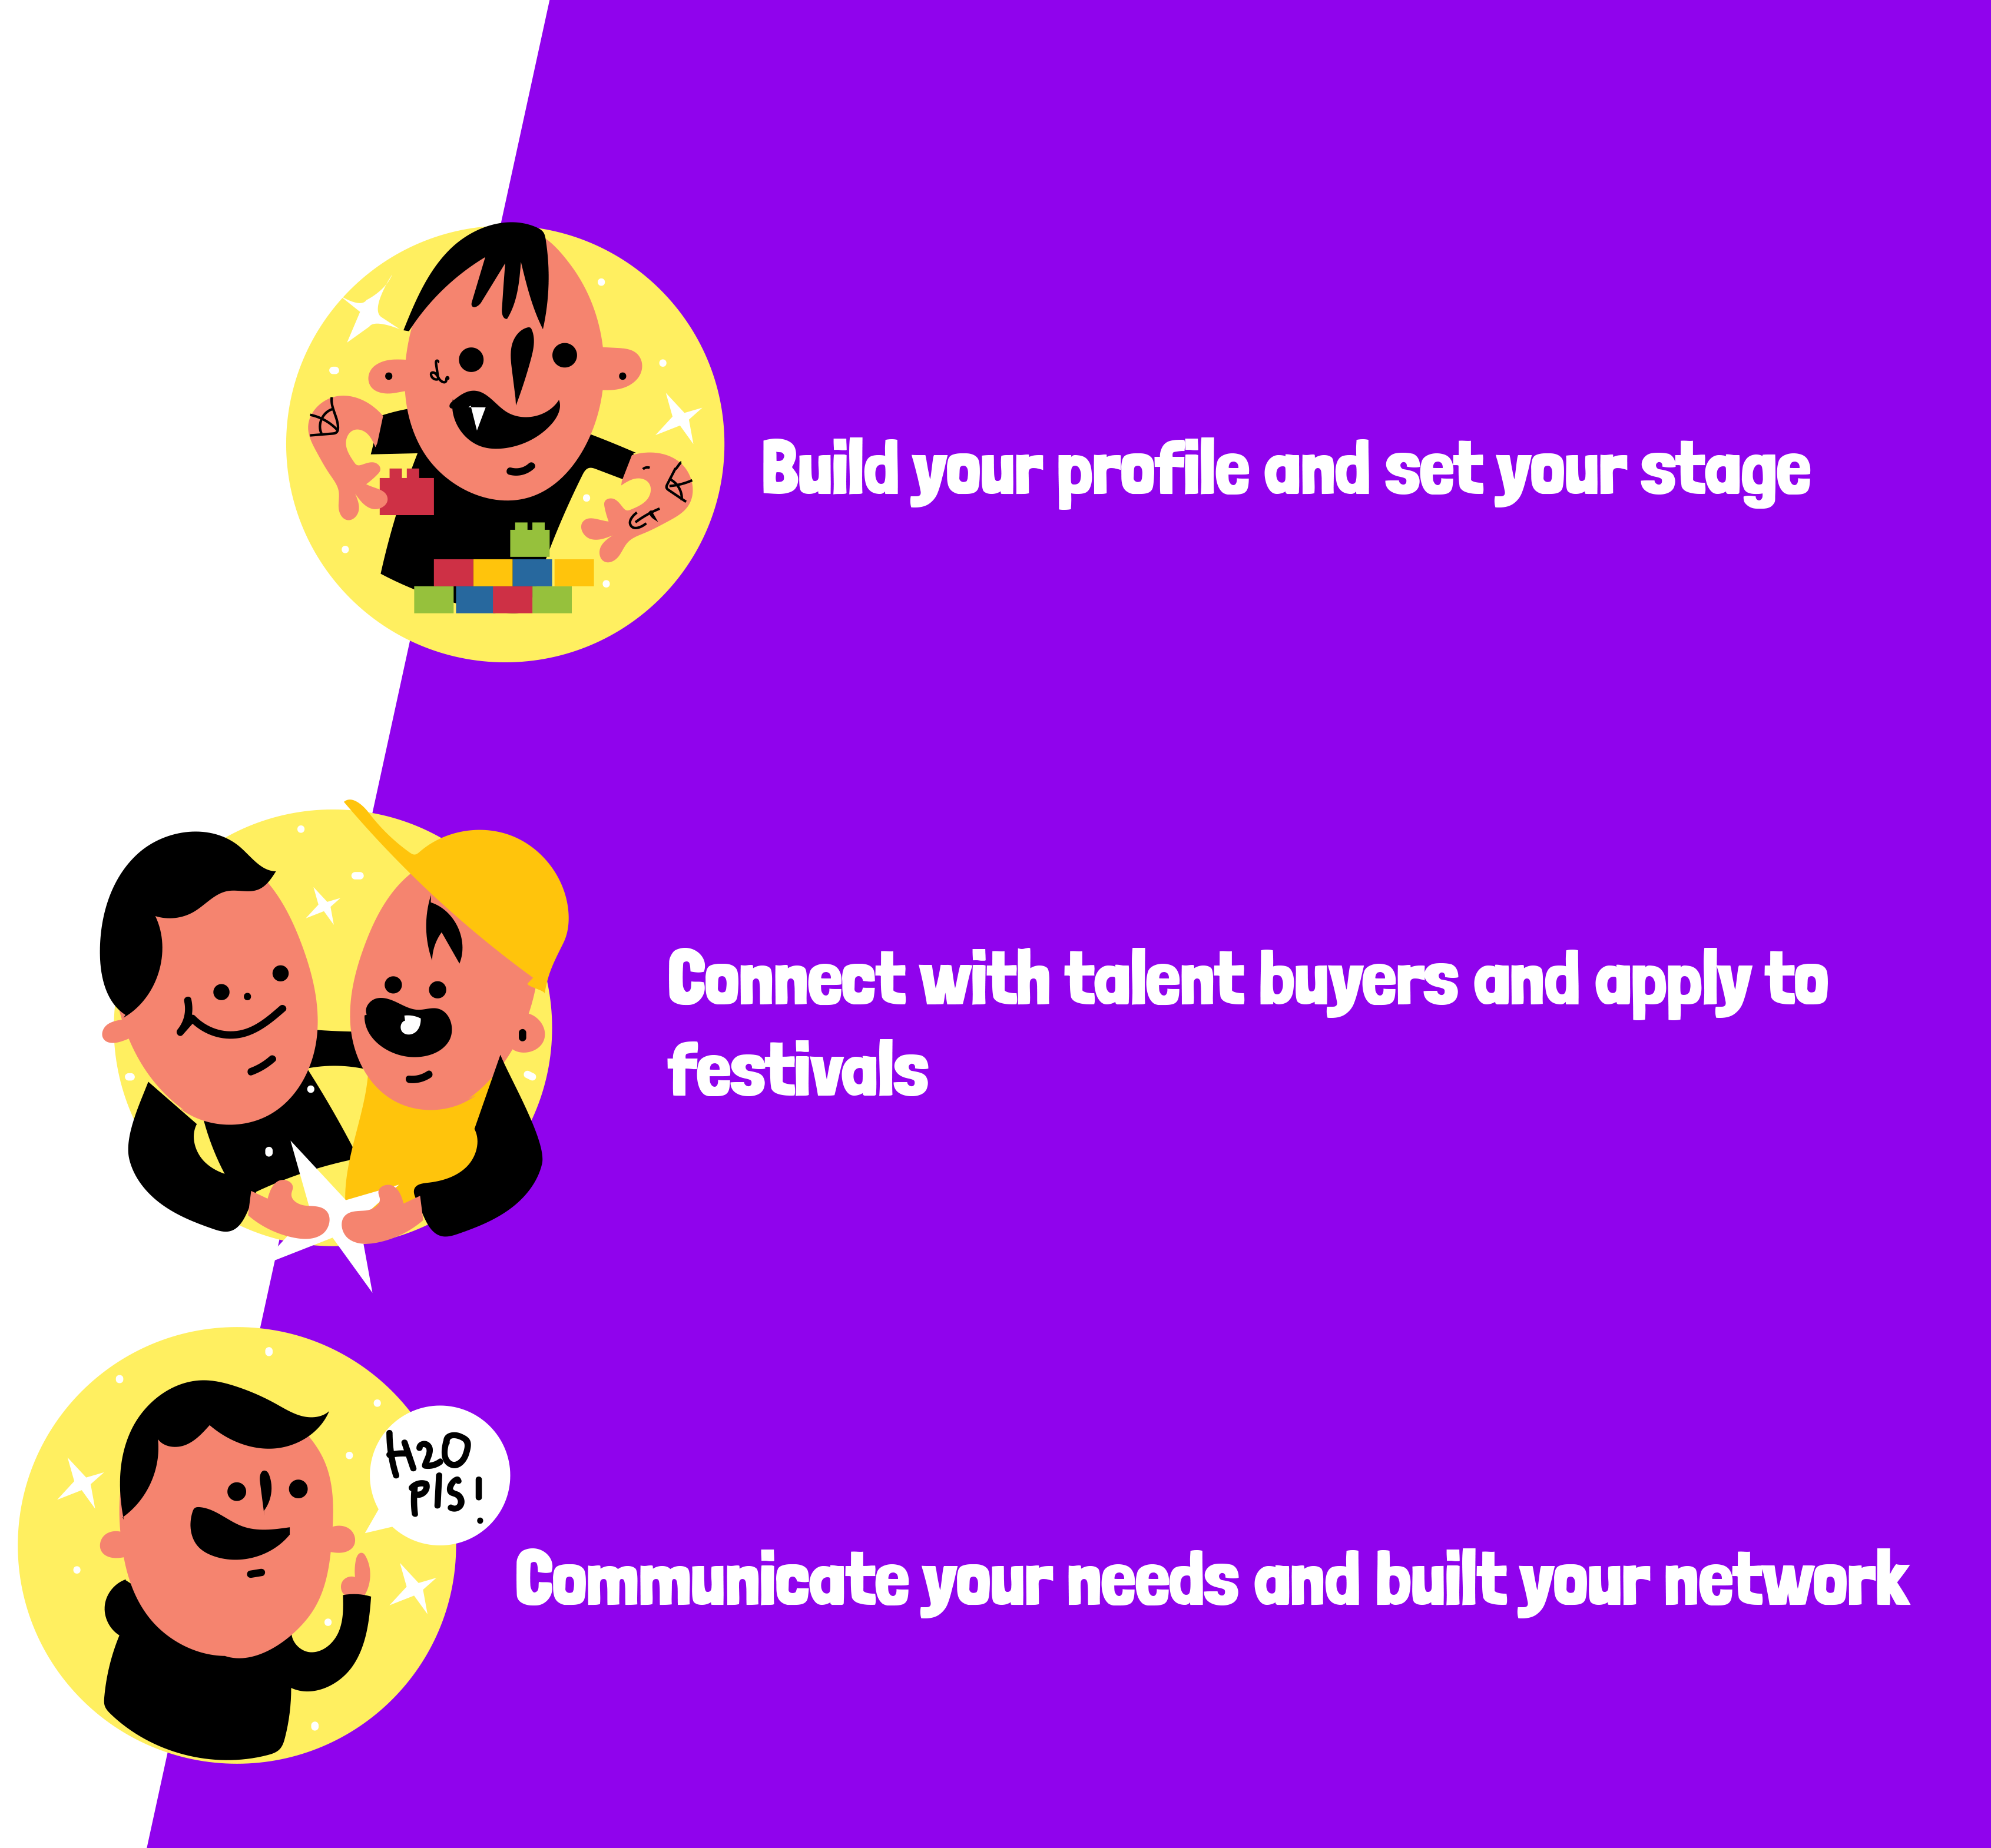 Build your profile and set your stage
Connect with talent buyers and apply to
festivals
H2O
PlS!
Communicate your needs and built your network